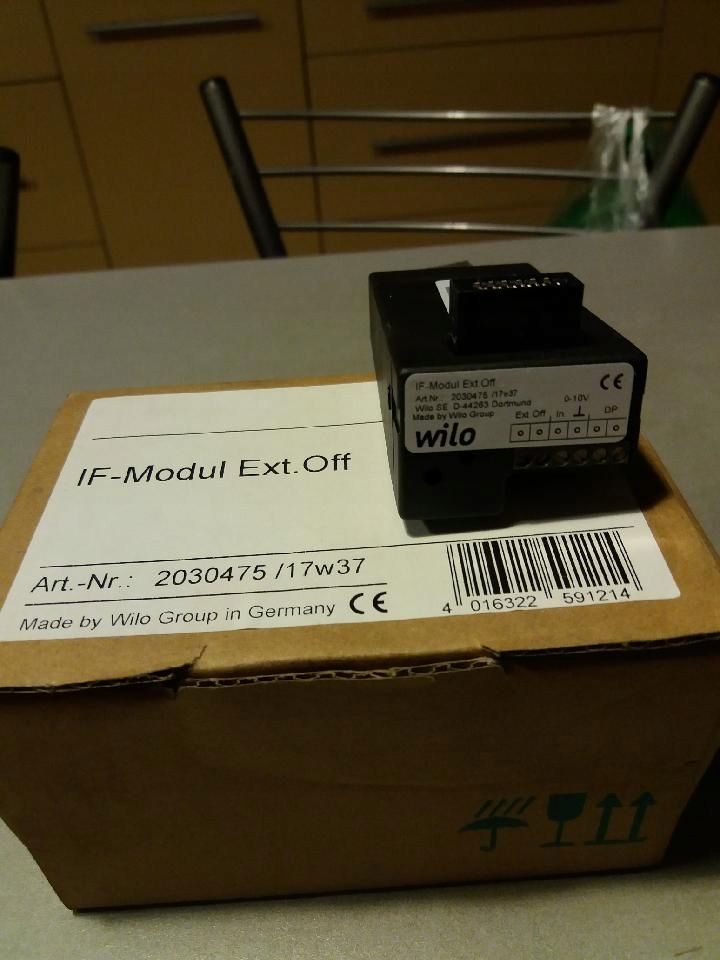 IF-Modul Ext.Off
Art.-Nr.: 2030475 /17w37
Made by Wilo Group in Germany CE
4 016322 591214
IF-Modul Ext.Off CE
Art.Nr.: 2030475 /17w37
Wilo SE D-44263 Dortmund
Made by Wilo Group
wilo
0-10V
Ext.Off In ⊥ DP